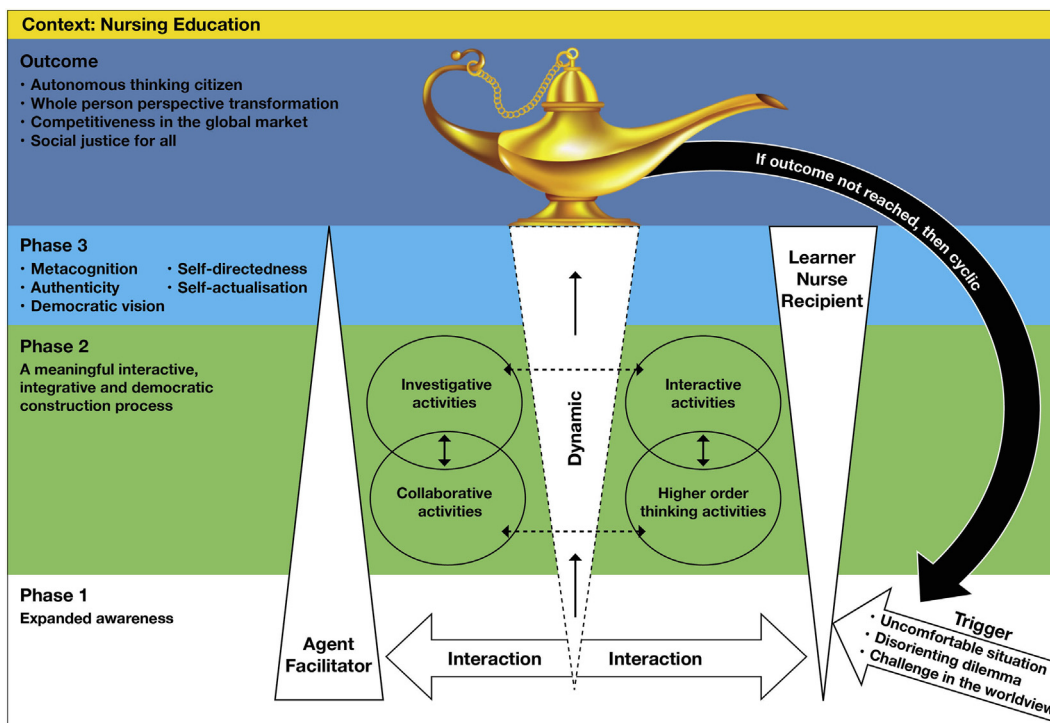 Context: Nursing Education
Outcome
· Autonomous thinking citizen
· Whole person perspective transformation
· Competitiveness in the global market
· Social justice for all
If outcome not reached, then cyclic
Phase 3
· Metacognition
· Self-directedness
· Authenticity
· Self-actualisation
· Democratic vision
Learner
Nurse
Recipient
Phase 2
A meaningful interactive,
integrative and democratic
construction process
Investigative
activities
Interactive
activities
Dynamic
Collaborative
activities
Higher order
thinking activities
Phase 1
Expanded awareness
Agent
Facilitator
Interaction
Interaction
Trigger
· Uncomfortable situation
· Disorienting dilemma
· Challenge in the worldview